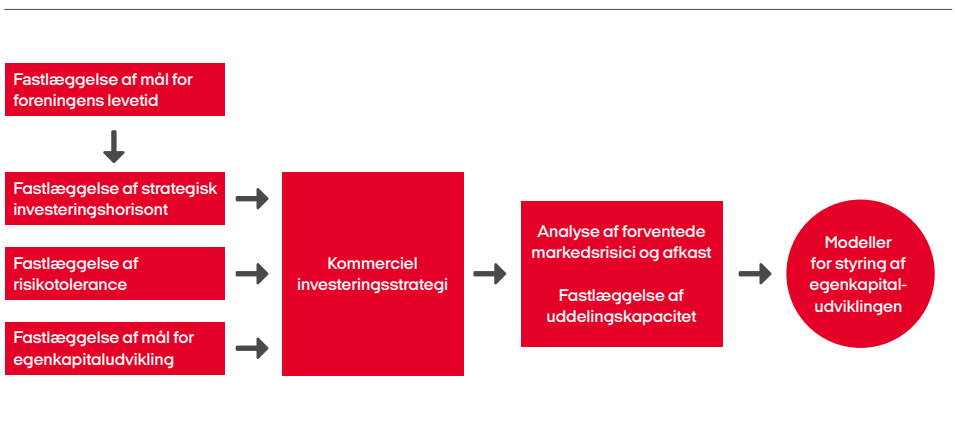 Fastlæggelse af mål for
foreningens levetid
Fastlæggelse af strategisk
investeringshorisont
Fastlæggelse af
risikotolerance
Fastlæggelse af mål for
egenkapitaludvikling
Kommerciel
investeringsstrategi
Analyse af forventede
markedsrisici og afkast
Fastlæggelse af
uddelingskapacitet
Modeller
for styring af
egenkapital-
udviklingen